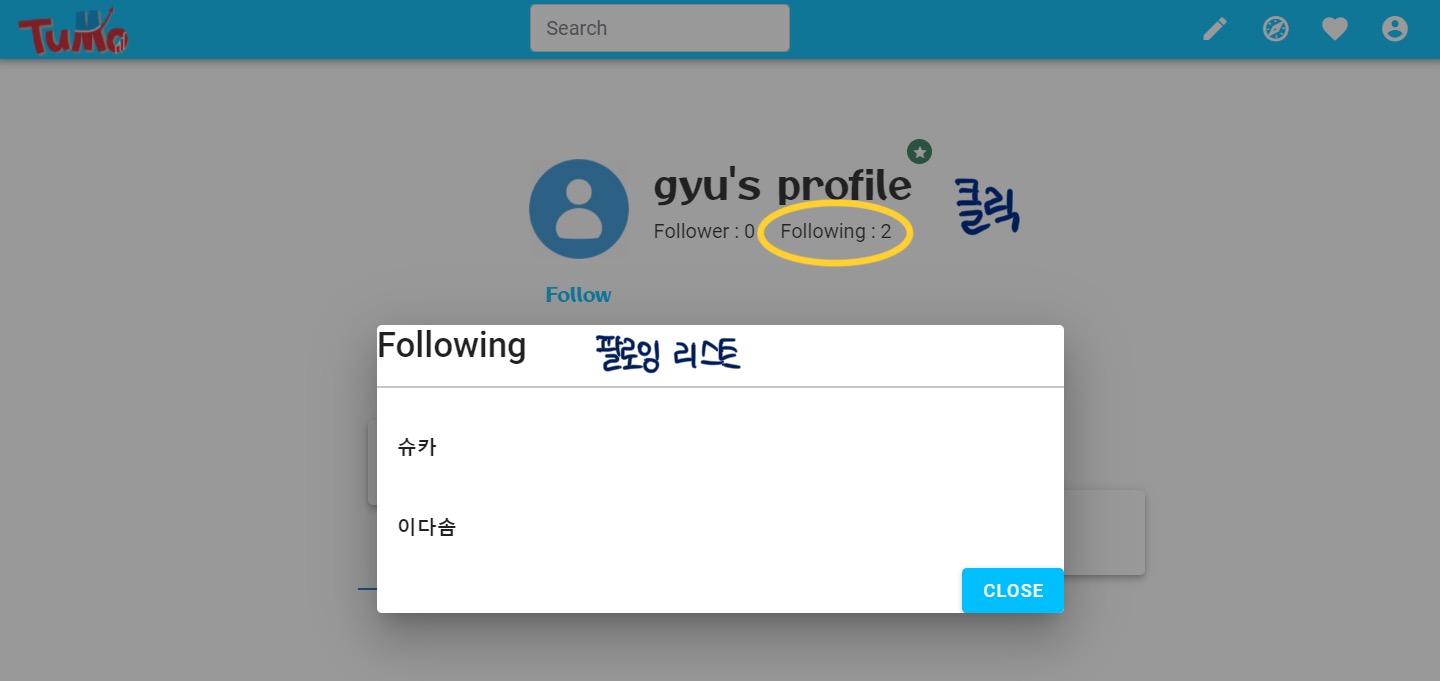 Tumo
Search
gyu's profile
클릭
Follower : 0 Following : 2
Follow
Following 팔로잉 리스트
슈카
이다솜
CLOSE